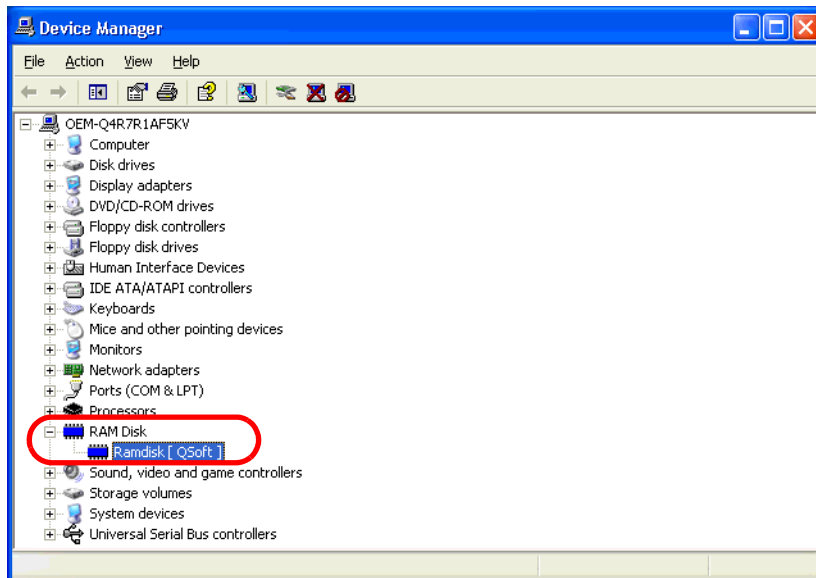 Device Manager
File Action View Help
OEM-Q4R7R1AF5KV
Computer
Disk drives
Display adapters
DVD/CD-ROM drives
Floppy disk controllers
Floppy disk drives
Human Interface Devices
IDE ATA/ATAPI controllers
Keyboards
Mice and other pointing devices
Monitors
Network adapters
Ports (COM & LPT)
Processors
RAM Disk
Ramdisk [ QSoft ]
Sound, video and game controllers
Storage volumes
System devices
Universal Serial Bus controllers